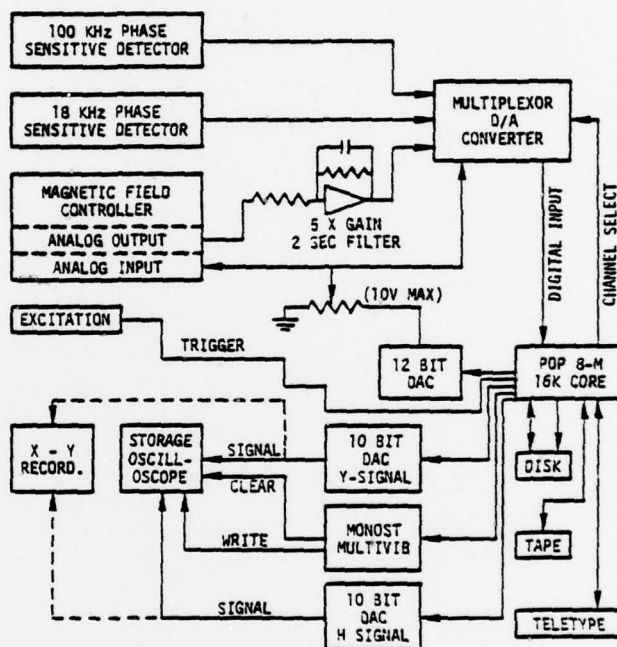 100 KHz PHASE
SENSITIVE DETECTOR
18 KHz PHASE
SENSITIVE DETECTOR
MULTIPLEXOR
D/A
CONVERTER
MAGNETIC FIELD
CONTROLLER
ANALOG OUTPUT
ANALOG INPUT
5 X GAIN
2 SEC FILTER
DIGITAL INPUT
CHANNEL SELECT
(10V MAX)
EXCITATION
TRIGGER
12 BIT
DAC
PDP 8-M
16K CORE
X - Y
RECORD.
STORAGE
OSCILL-
OSCOPE
SIGNAL
CLEAR
WRITE
SIGNAL
10 BIT
DAC
Y-SIGNAL
MONOST
MULTIVIB
10 BIT
DAC
H SIGNAL
DISK
TAPE
TELETYPE